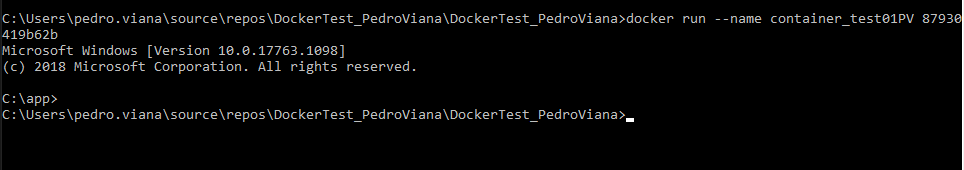 C:\Users\pedro.viana\source\repos\DockerTest_PedroViana\DockerTest_PedroViana>docker run --name container_test01PV 87930
419b62b
Microsoft Windows [Version 10.0.17763.1098]
(c) 2018 Microsoft Corporation. All rights reserved.
C:\app>
C:\Users\pedro.viana\source\repos\DockerTest_PedroViana\DockerTest_PedroViana>